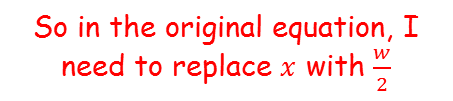 So in the original equation, I
need to replace x with w/2